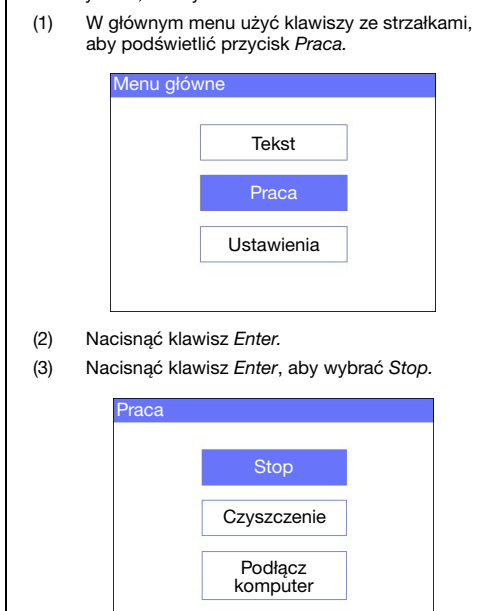 (1) W głównym menu użyć klawiszy ze strzałkami,
aby podświetlić przycisk Praca.
Menu główne
Tekst
Praca
Ustawienia
(2) Nacisnąć klawisz Enter.
(3) Nacisnąć klawisz Enter, aby wybrać Stop.
Praca
Stop
Czyszczenie
Podłącz
komputer